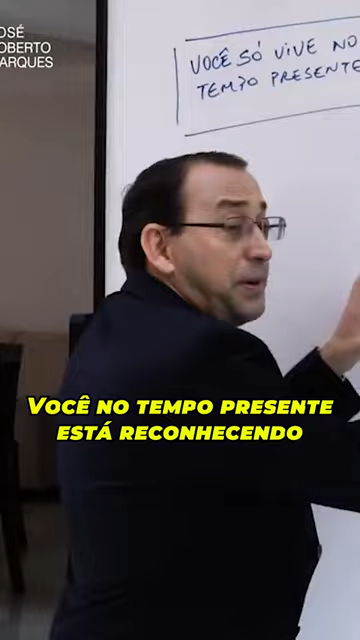 JOSÉ
ROBERTO
MARQUES
VOCÊ SÓ VIVE NO
TEMPO PRESENTE
VOCÊ NO TEMPO PRESENTE
ESTÁ RECONHECENDO